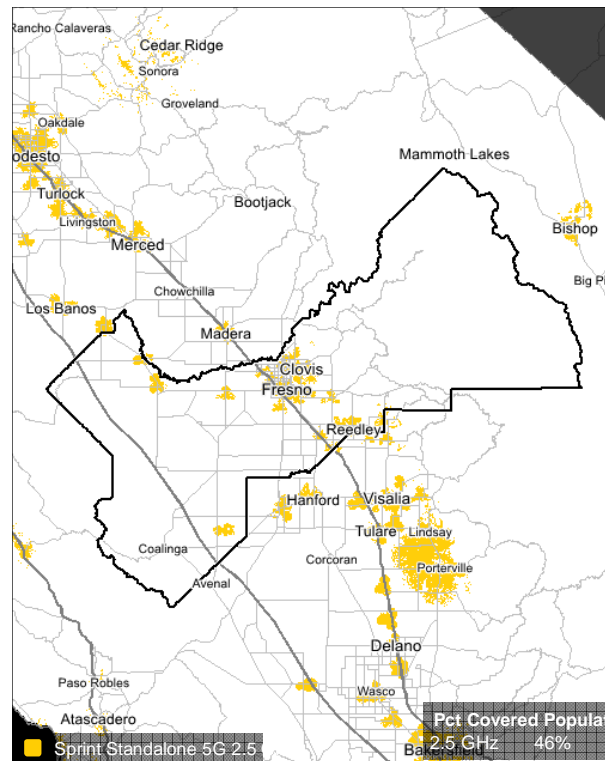 Rancho Calaveras
Cedar Ridge
Sonora
Groveland
Oakdale
odesto
Mammoth Lakes
Turlock
Bootjack
Livingston
Bishop
Merced
Big Pi
Chowchilla
Los Banos
Madera
Clovis
Fresno
Reedley
Hanford
Visalia
Tulare
Lindsay
Coalinga
Corcoran
Porterville
Avenal
Delano
Paso Robles
Wasco
Atascadero
Pct Covered Populat
2.5 GHz 46%
Sprint Standalone 5G 2.5
Bakersfield